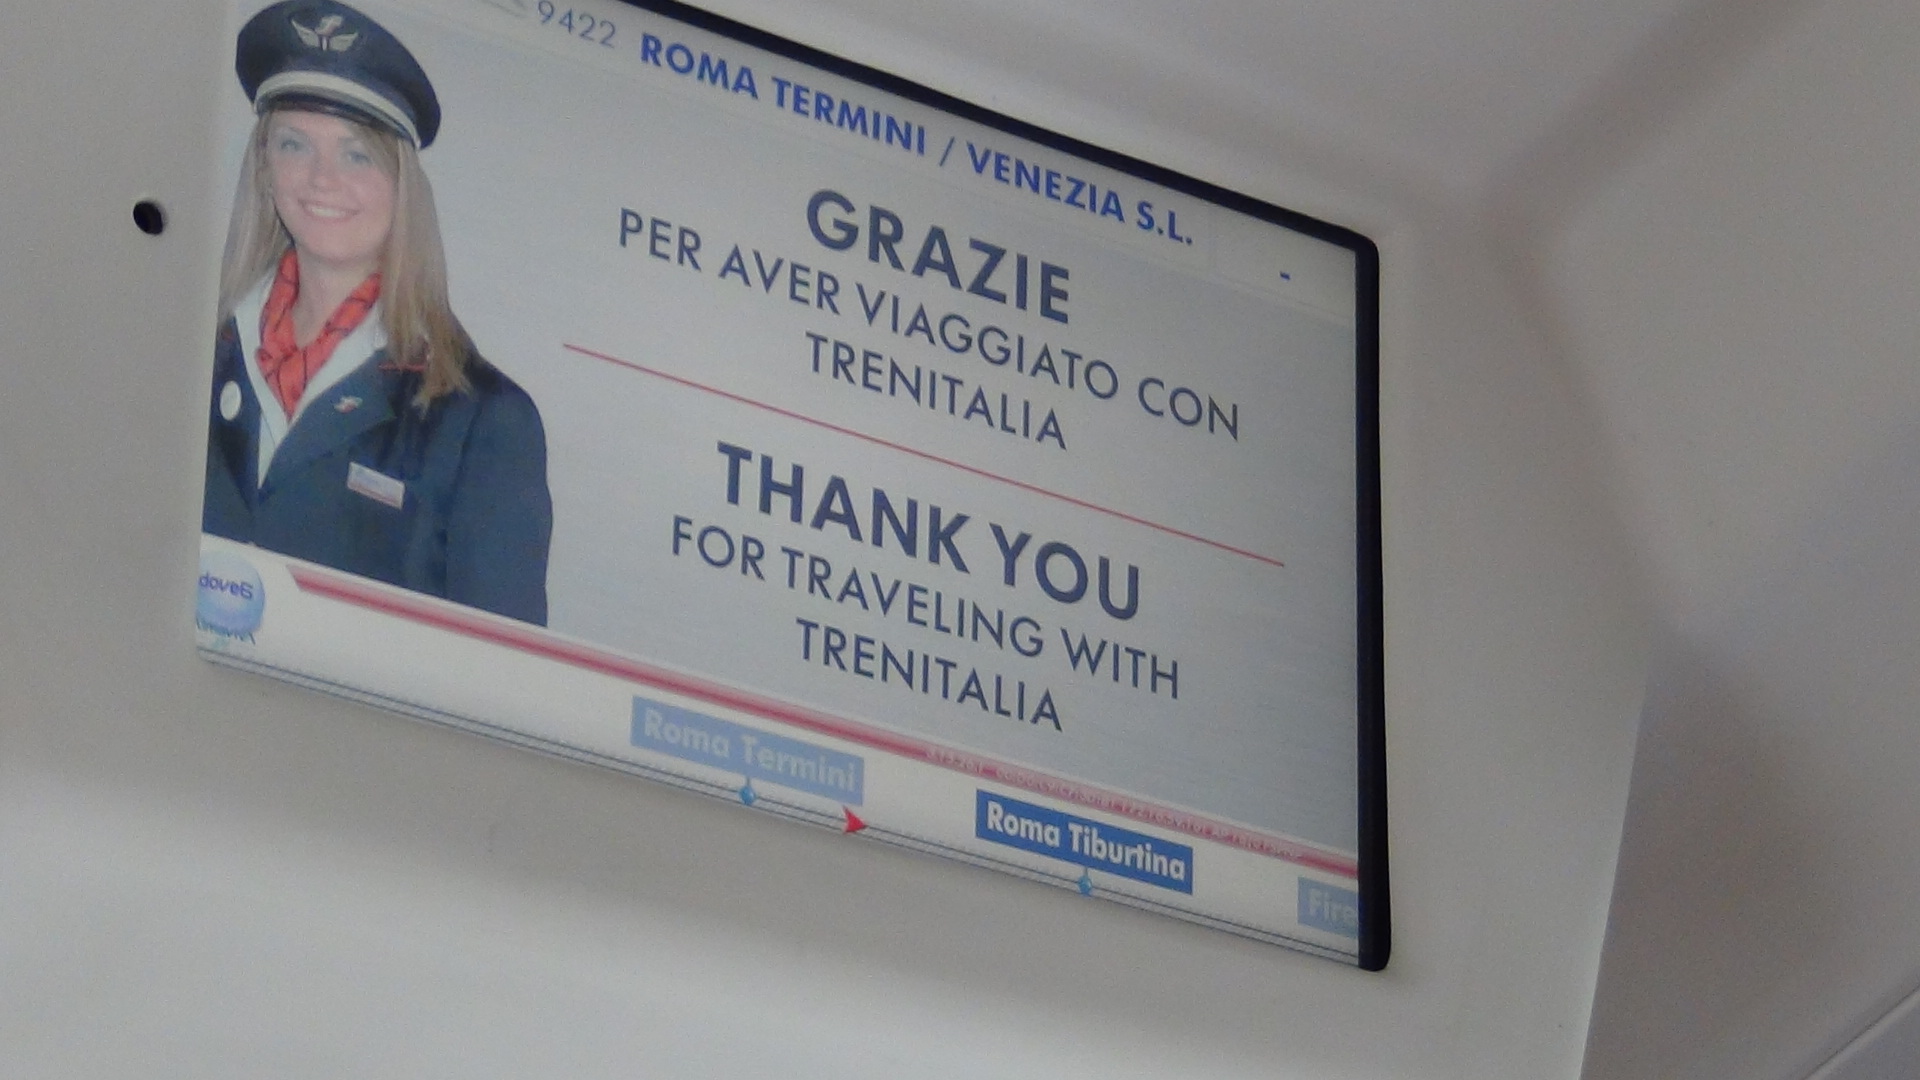 9422 ROMA TERMINI / VENEZIA S.L. -
GRAZIE
PER AVER VIAGGIATO CON
TRENITALIA
THANK YOU
FOR TRAVELING WITH
TRENITALIA
dove6
Roma Termini
Roma Tiburtina
Fire